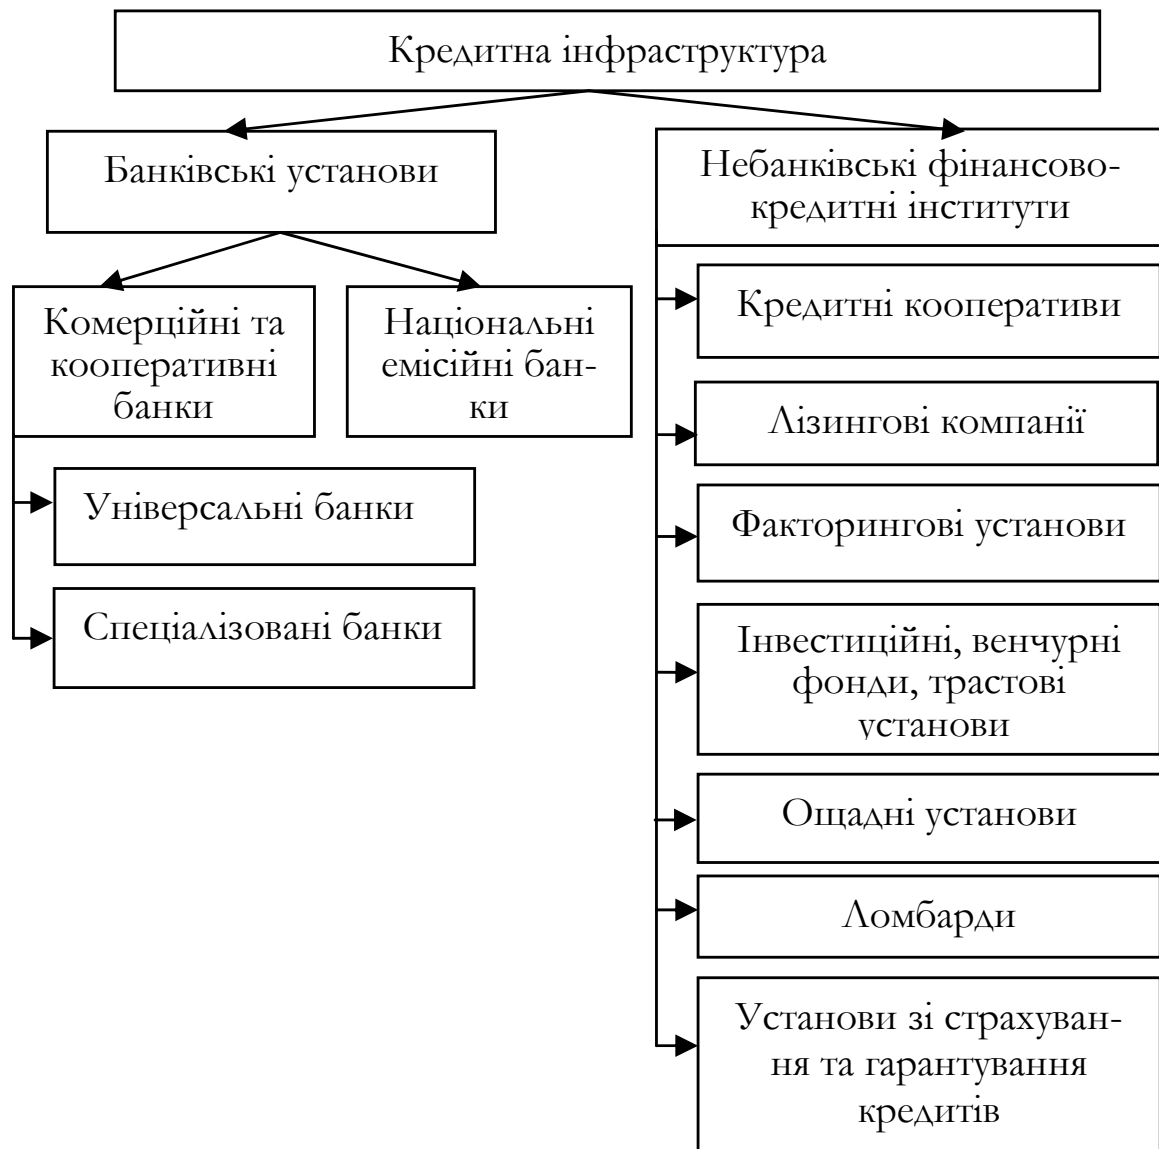 Кредитна інфраструктура
Банківські установи
Небанківські фінансово-
кредитні інститути
Комерційні та
кооперативні
банки
Національні
емісійні бан-
ки
Універсальні банки
Спеціалізовані банки
Кредитні кооперативи
Лізингові компанії
Факторингові установи
Інвестиційні, венчурні
фонди, трастові
установи
Ощадні установи
Ломбарди
Установи зі страхуван-
ня та гарантування
кредитів